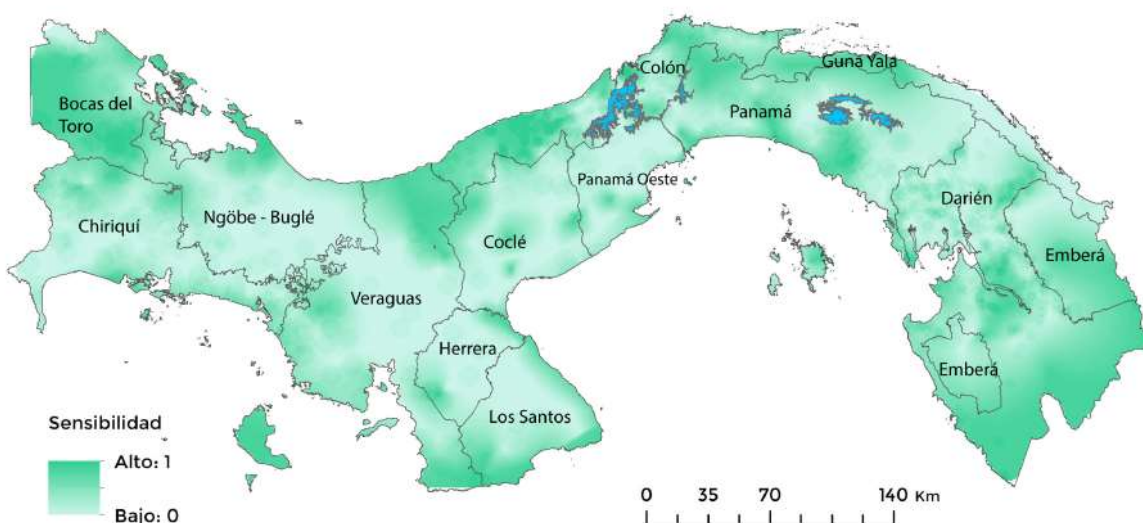 Colón
Guna Yala
Bocas del
Toro
Panamá
Panamá Oeste
Darién
Ngöbe - Buglé
Chiriquí
Coclé
Emberá
Veraguas
Herrera
Emberá
Los Santos
Sensibilidad
Alto: 1
Bajo: 0
0 35 70 140 Km